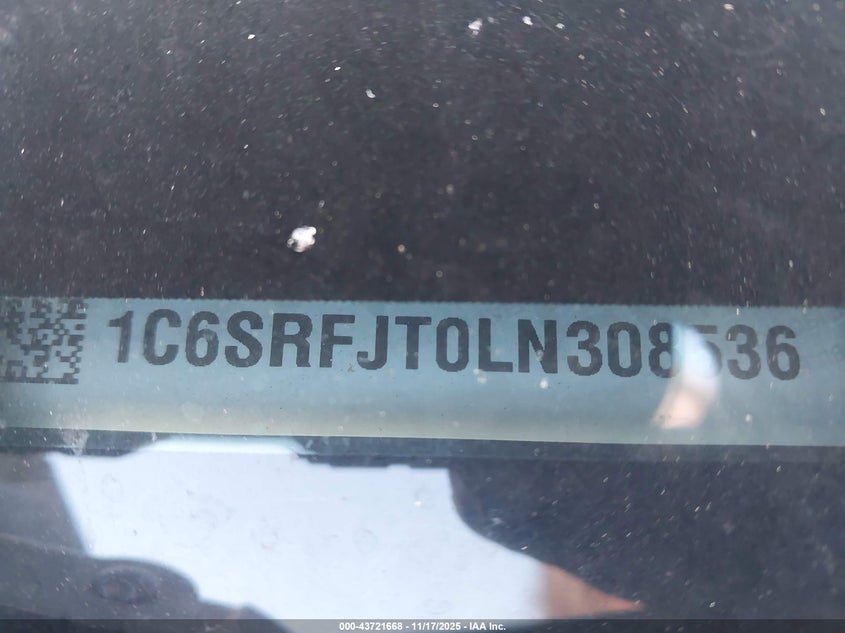 1C6SRFJT0LN308536
000-43721668 - 11/17/2025 - IAA Inc.